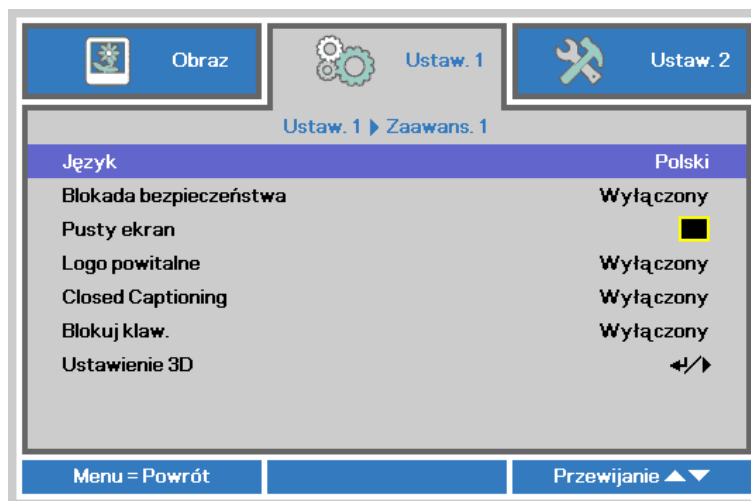 Obraz
Ustaw. 1
Ustaw. 2
Ustaw. 1 Zaawans. 1
Język Polski
Blokada bezpieczeństwa Wyłączony
Pusty ekran
Logo powitalne Wyłączony
Closed Captioning Wyłączony
Blokuj klaw. Wyłączony
Ustawienie 3D
Menu = Powrót
Przewijanie